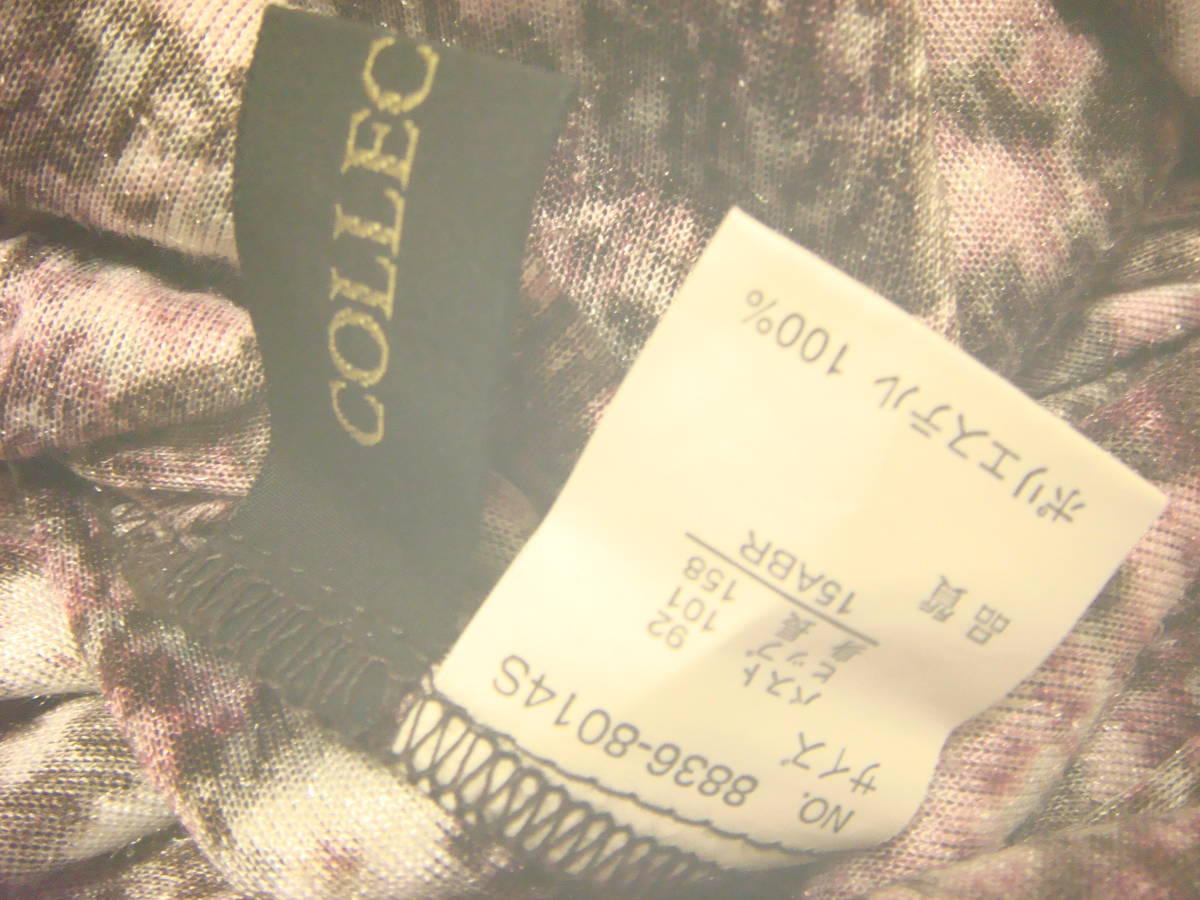 COLLEC
NO. 8836-8014S
サイズ
バスト 92
ヒップ 101
身長 158
15ABR
品質
ポリエステル 100%